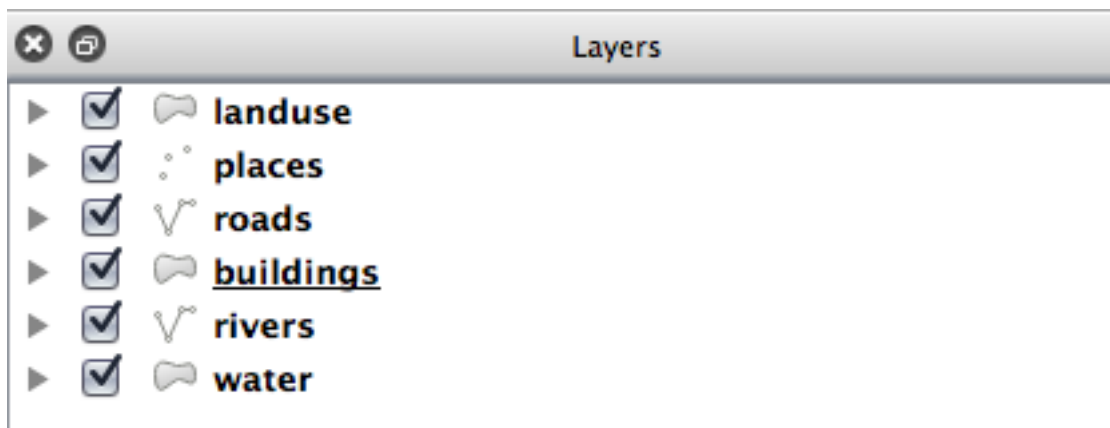 Layers
landuse
places
roads
buildings
rivers
water